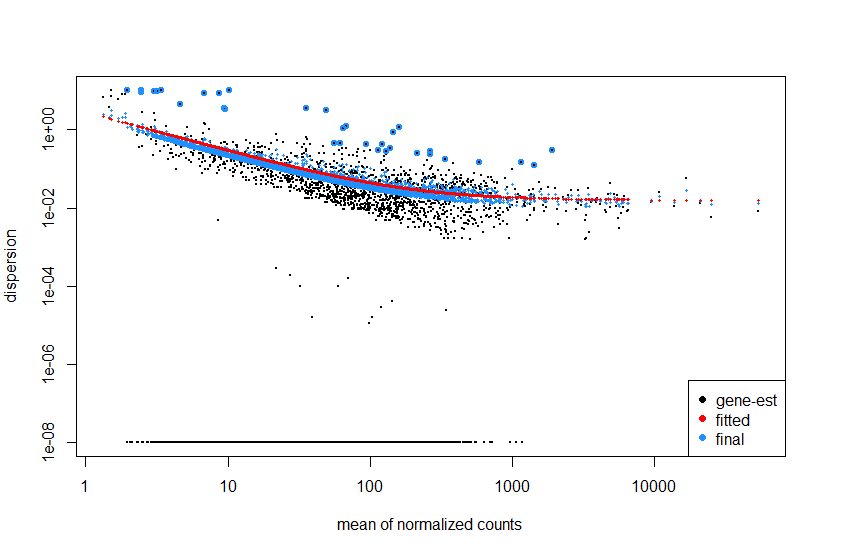 1e+00
1e-02
1e-04
1e-06
1e-08
dispersion
1
10
100
1000
10000
mean of normalized counts
gene-est
fitted
final